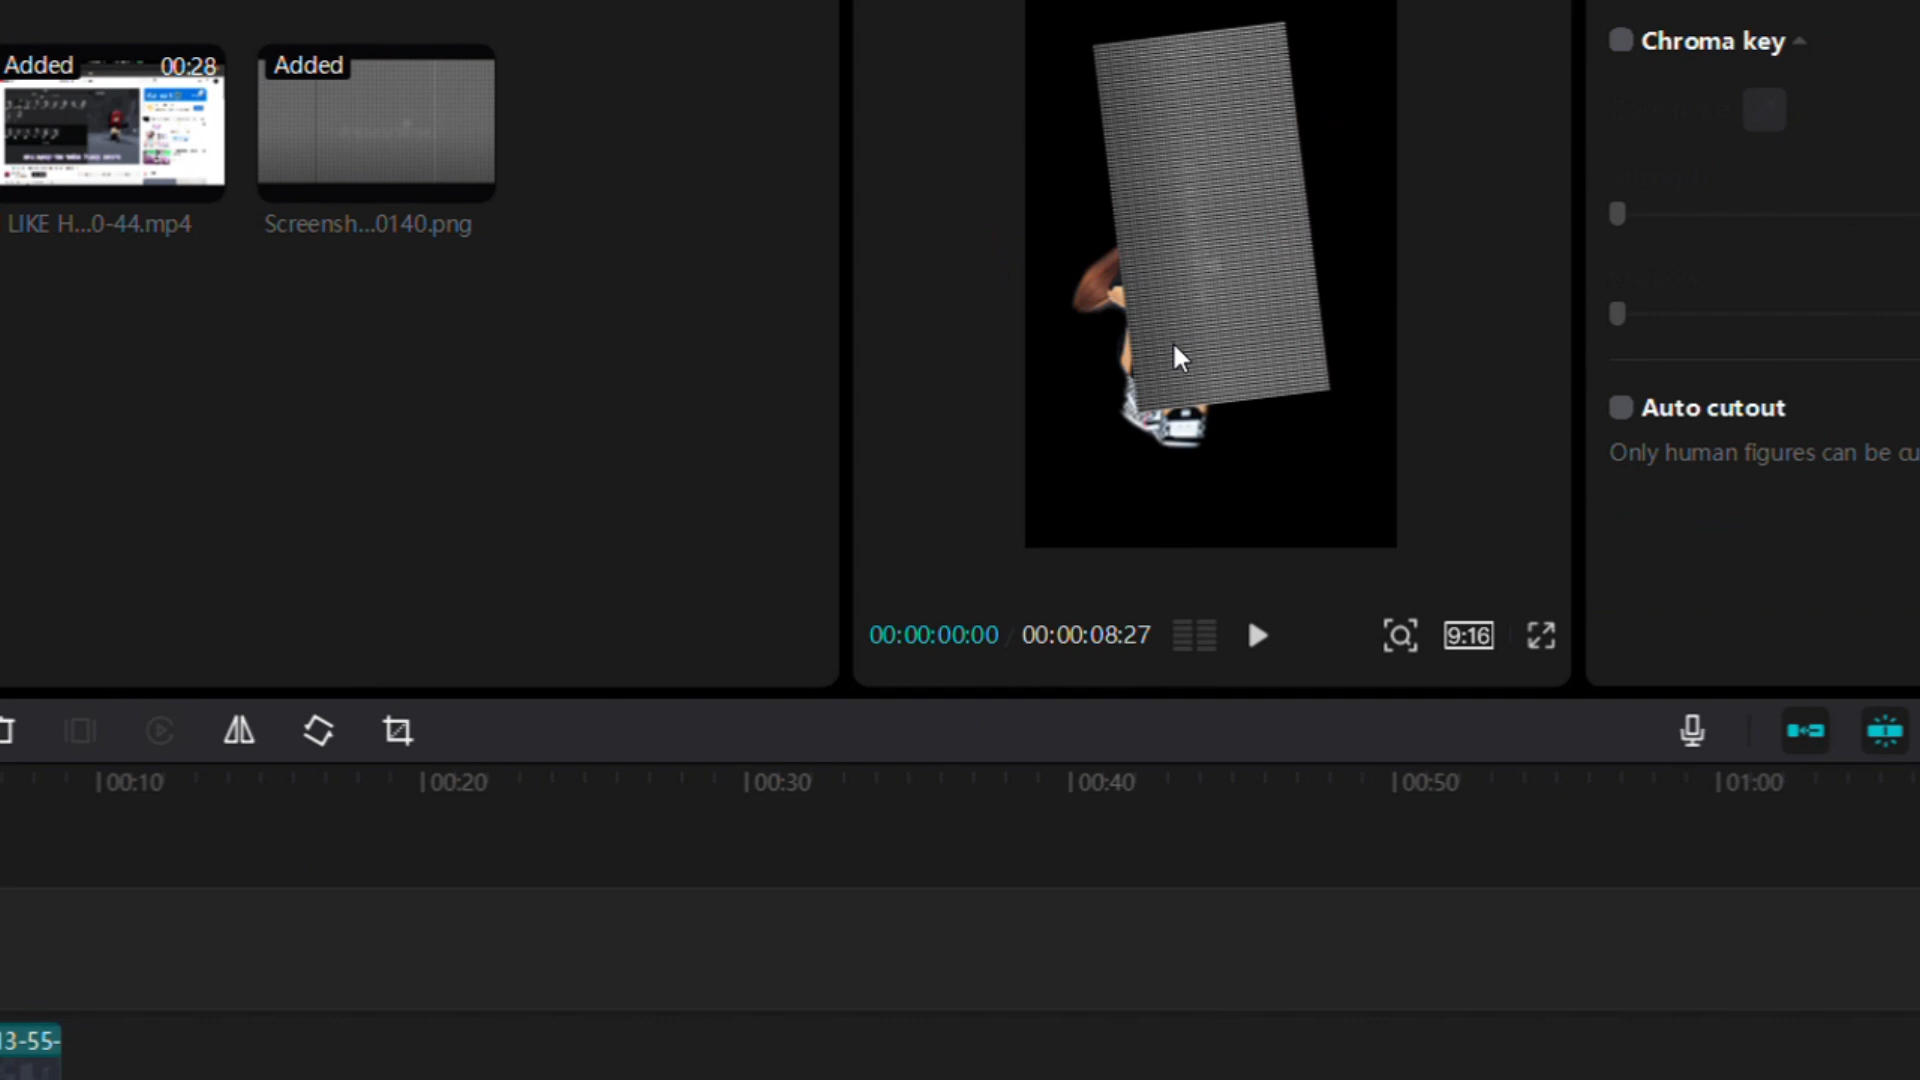 Added
00:28
LIKE H...0-44.mp4
Added
Screensh...0140.png
Chroma key
Auto cutout
Only human figures can be cu
00:00:00:00 / 00:00:08:27
9:16
00:10
00:20
00:30
00:40
00:50
01:00
13-55-